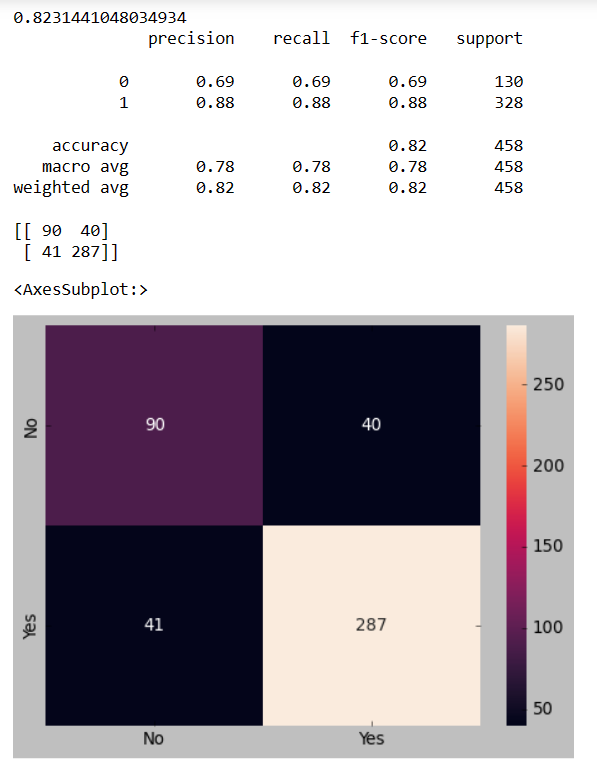 0.8231441048034934
precision recall f1-score support
0 0.69 0.69 0.69 130
1 0.88 0.88 0.88 328
accuracy 0.82 458
macro avg 0.78 0.78 0.78 458
weighted avg 0.82 0.82 0.82 458
[[ 90 40]
[ 41 287]]
<AxesSubplot:>
No
90
40
Yes
41
287
No
Yes
250
200
150
100
50